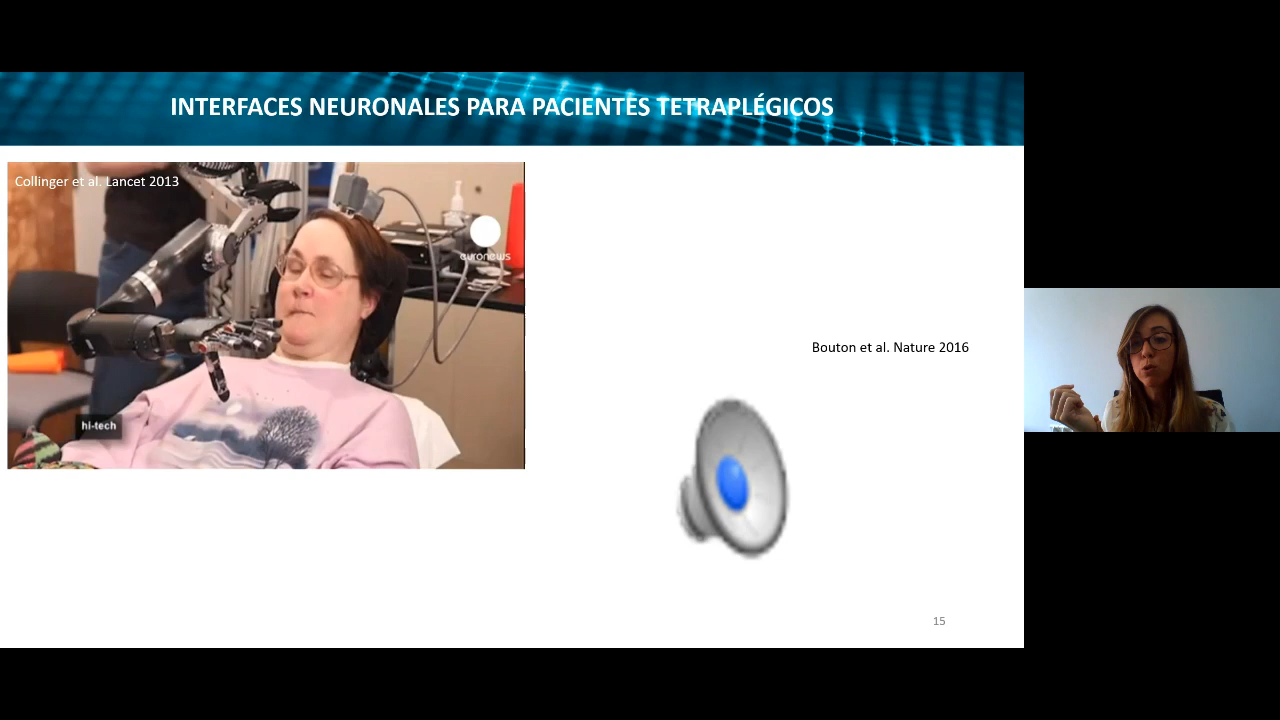 INTERFACES NEURONALES PARA PACIENTES TETRAPLÉGICOS
Collinger et al. Lancet 2013
euronews
hi-tech
Bouton et al. Nature 2016
15